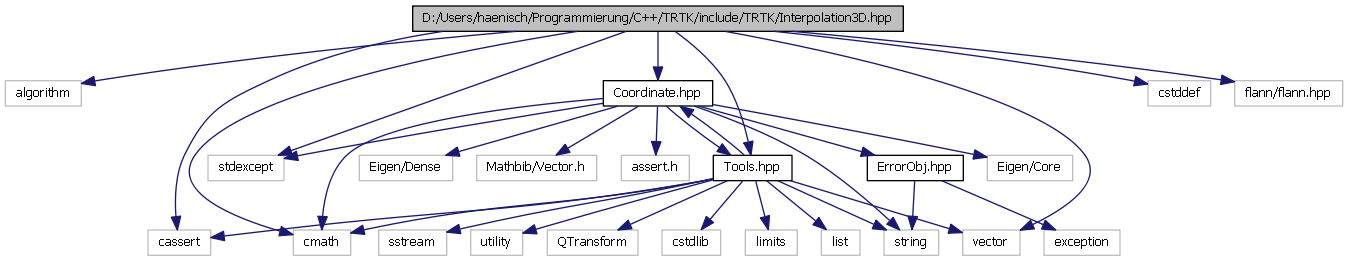 D:/Users/haenisch/Programmierung/C++/TRTK/include/TRTK/Interpolation3D.hpp
algorithm
Coordinate.hpp
cstddef
flann/flann.hpp
stdexcept
Eigen/Dense
Mathbib/Vector.h
assert.h
Tools.hpp
ErrorObj.hpp
Eigen/Core
cassert
cmath
sstream
utility
QTransform
cstdlib
limits
list
string
vector
exception